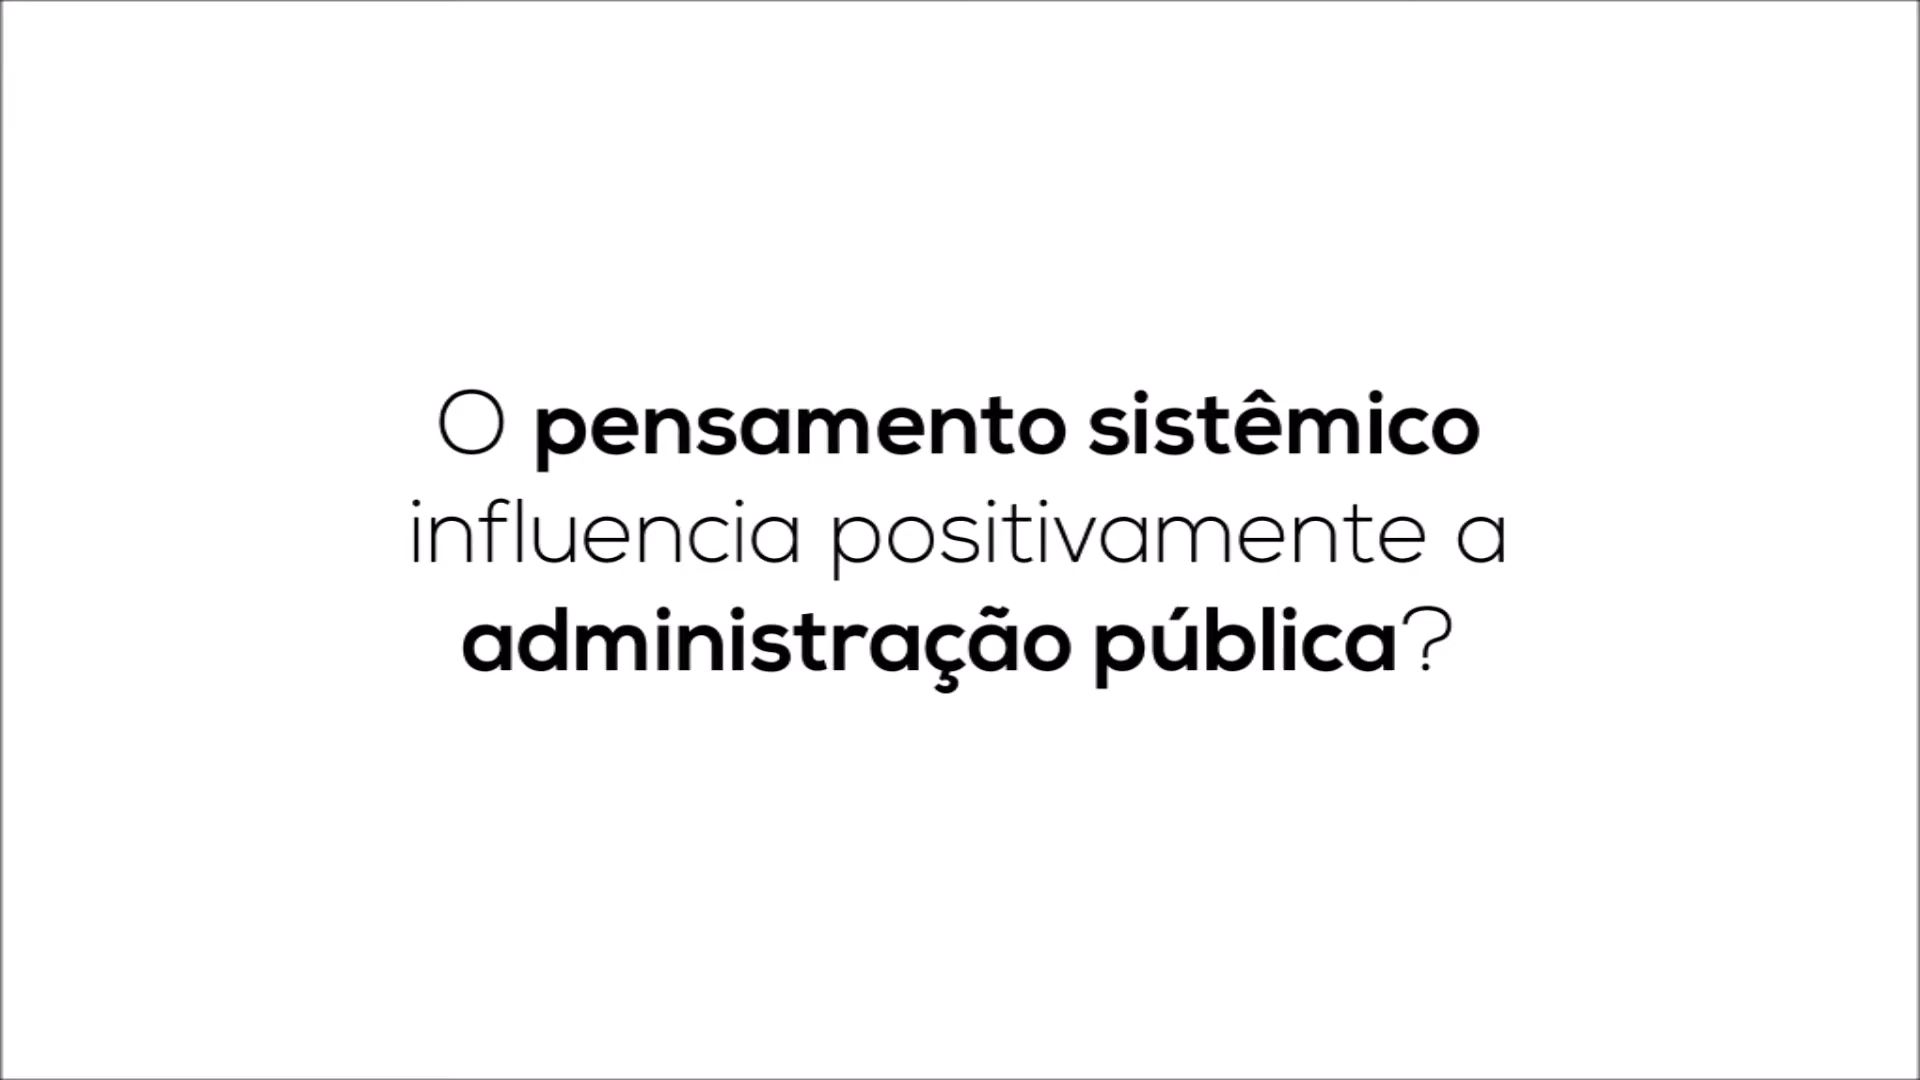 O pensamento sistêmico
influencia positivamente a
administração pública?